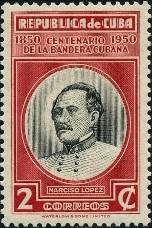 REPUBLICA DE CUBA
1850 CENTENARIO 1950
DE LA BANDERA CUBANA
NARCISO LOPEZ
2 ¢
CORREOS
WATERLOW & SONS LIMITED